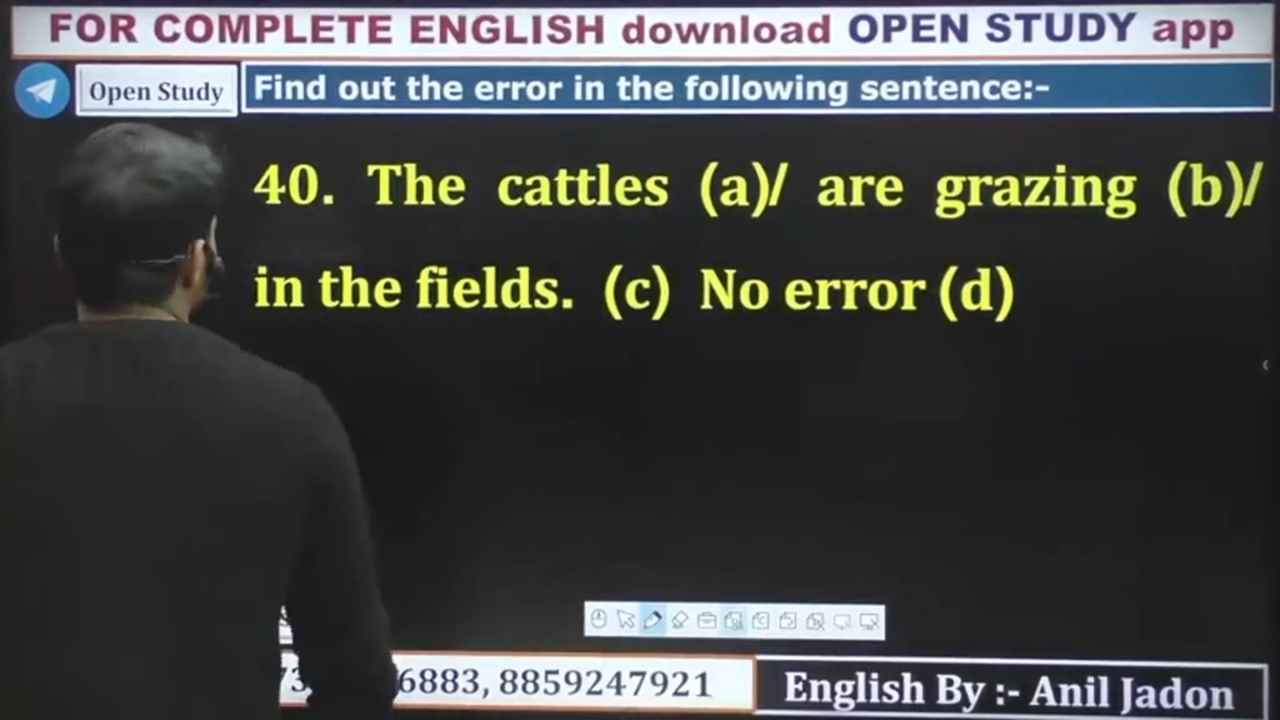 FOR COMPLETE ENGLISH download OPEN STUDY app
Open Study
Find out the error in the following sentence:-
40. The cattles (a)/ are grazing (b)/
in the fields. (c) No error (d)
6883, 8859247921
English By :- Anil Jadon